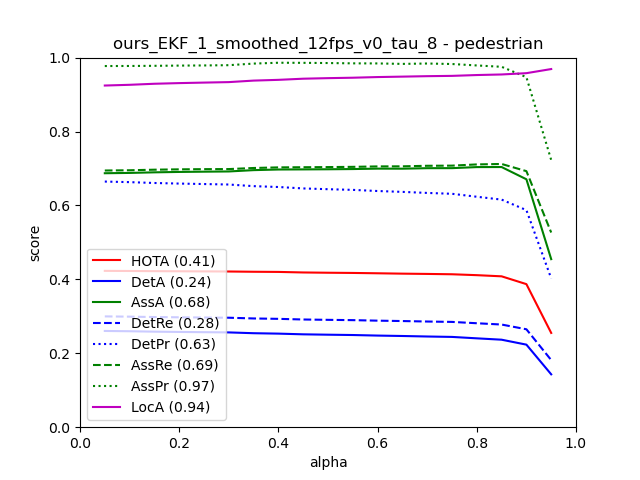 ours_EKF_1_smoothed_12fps_v0_tau_8 - pedestrian
1.0
0.8
0.6
0.4
0.2
0.0
score
HOTA (0.41)
DetA (0.24)
AssA (0.68)
DetRe (0.28)
DetPr (0.63)
AssRe (0.69)
AssPr (0.97)
LocA (0.94)
0.0 0.2 0.4 0.6 0.8 1.0
alpha